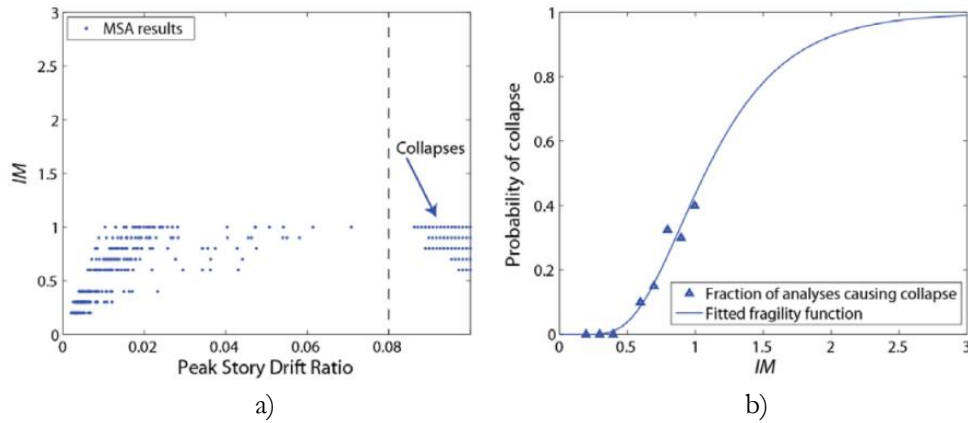 3
2.5
2
1.5
1
0.5
0
IM
MSA results
Collapses
0
0.02
0.04
0.06
0.08
Peak Story Drift Ratio
a)
1
0.8
0.6
0.4
0.2
0
Probability of collapse
Fraction of analyses causing collapse
Fitted fragility function
0
0.5
1
1.5
2
2.5
3
IM
b)